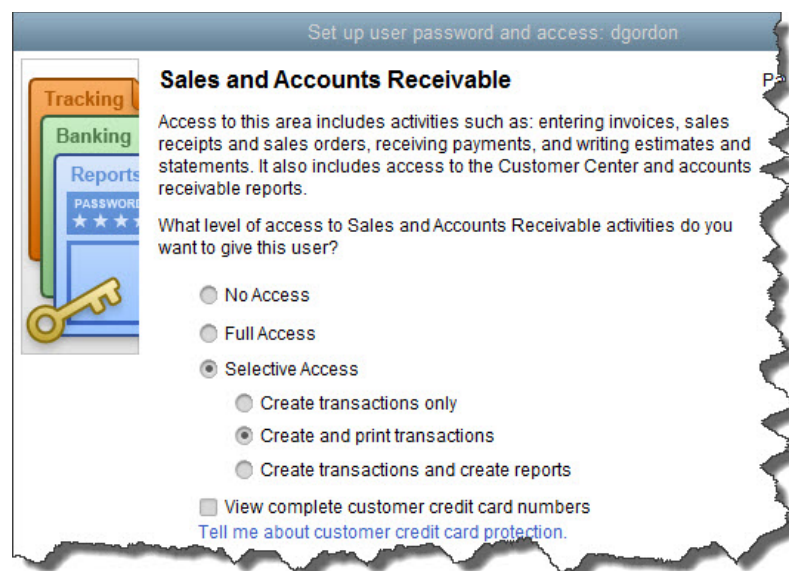 Set up user password and access: dgordon
Tracking
Banking
Reports
PASSWOR
Sales and Accounts Receivable
Access to this area includes activities such as: entering invoices, sales
receipts and sales orders, receiving payments, and writing estimates and
statements. It also includes access to the Customer Center and accounts
receivable reports.
What level of access to Sales and Accounts Receivable activities do you
want to give this user?
No Access
Full Access
Selective Access
Create transactions only
Create and print transactions
Create transactions and create reports
View complete customer credit card numbers
Tell me about customer credit card protection.